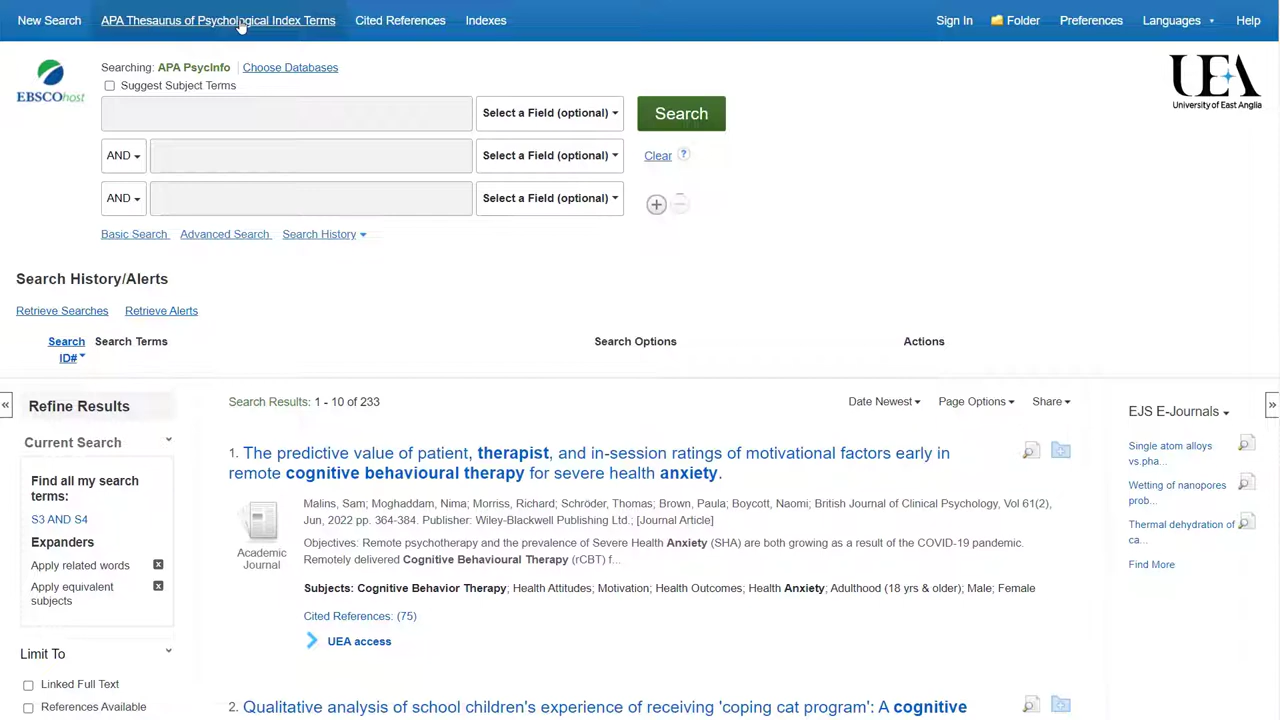 New Search APA Thesaurus of Psychological Index Terms Cited References Indexes Sign In Folder Preferences Languages Help
EBSCOhost
Searching: APA PsycInfo Choose Databases
Suggest Subject Terms
Select a Field (optional) Search
AND Select a Field (optional) Clear ?
AND Select a Field (optional)
Basic Search Advanced Search Search History
UEA
University of East Anglia
Search History/Alerts
Retrieve Searches Retrieve Alerts
Search ID# Search Terms Search Options Actions
«
Refine Results
Current Search
Find all my search
terms:
S3 AND S4
Expanders
Apply related words
Apply equivalent
subjects
Limit To
Linked Full Text
References Available
Search Results: 1 - 10 of 233 Date Newest Page Options Share
1. The predictive value of patient, therapist, and in-session ratings of motivational factors early in
remote cognitive behavioural therapy for severe health anxiety.
Academic
Journal
Malins, Sam; Moghaddam, Nima; Morriss, Richard; Schröder, Thomas; Brown, Paula; Boycott, Naomi; British Journal of Clinical Psychology, Vol 61(2),
Jun, 2022 pp. 364-384. Publisher: Wiley-Blackwell Publishing Ltd.; [Journal Article]
Objectives: Remote psychotherapy and the prevalence of Severe Health Anxiety (SHA) are both growing as a result of the COVID-19 pandemic.
Remotely delivered Cognitive Behavioural Therapy (rCBT) f...
Subjects: Cognitive Behavior Therapy; Health Attitudes; Motivation; Health Outcomes; Health Anxiety; Adulthood (18 yrs & older); Male; Female
Cited References: (75)
UEA access
2. Qualitative analysis of school children's experience of receiving 'coping cat program': A cognitive
»
EJS E-Journals
Single atom alloys
vs.pha...
Wetting of nanopores
prob...
Thermal dehydration of
ca...
Find More